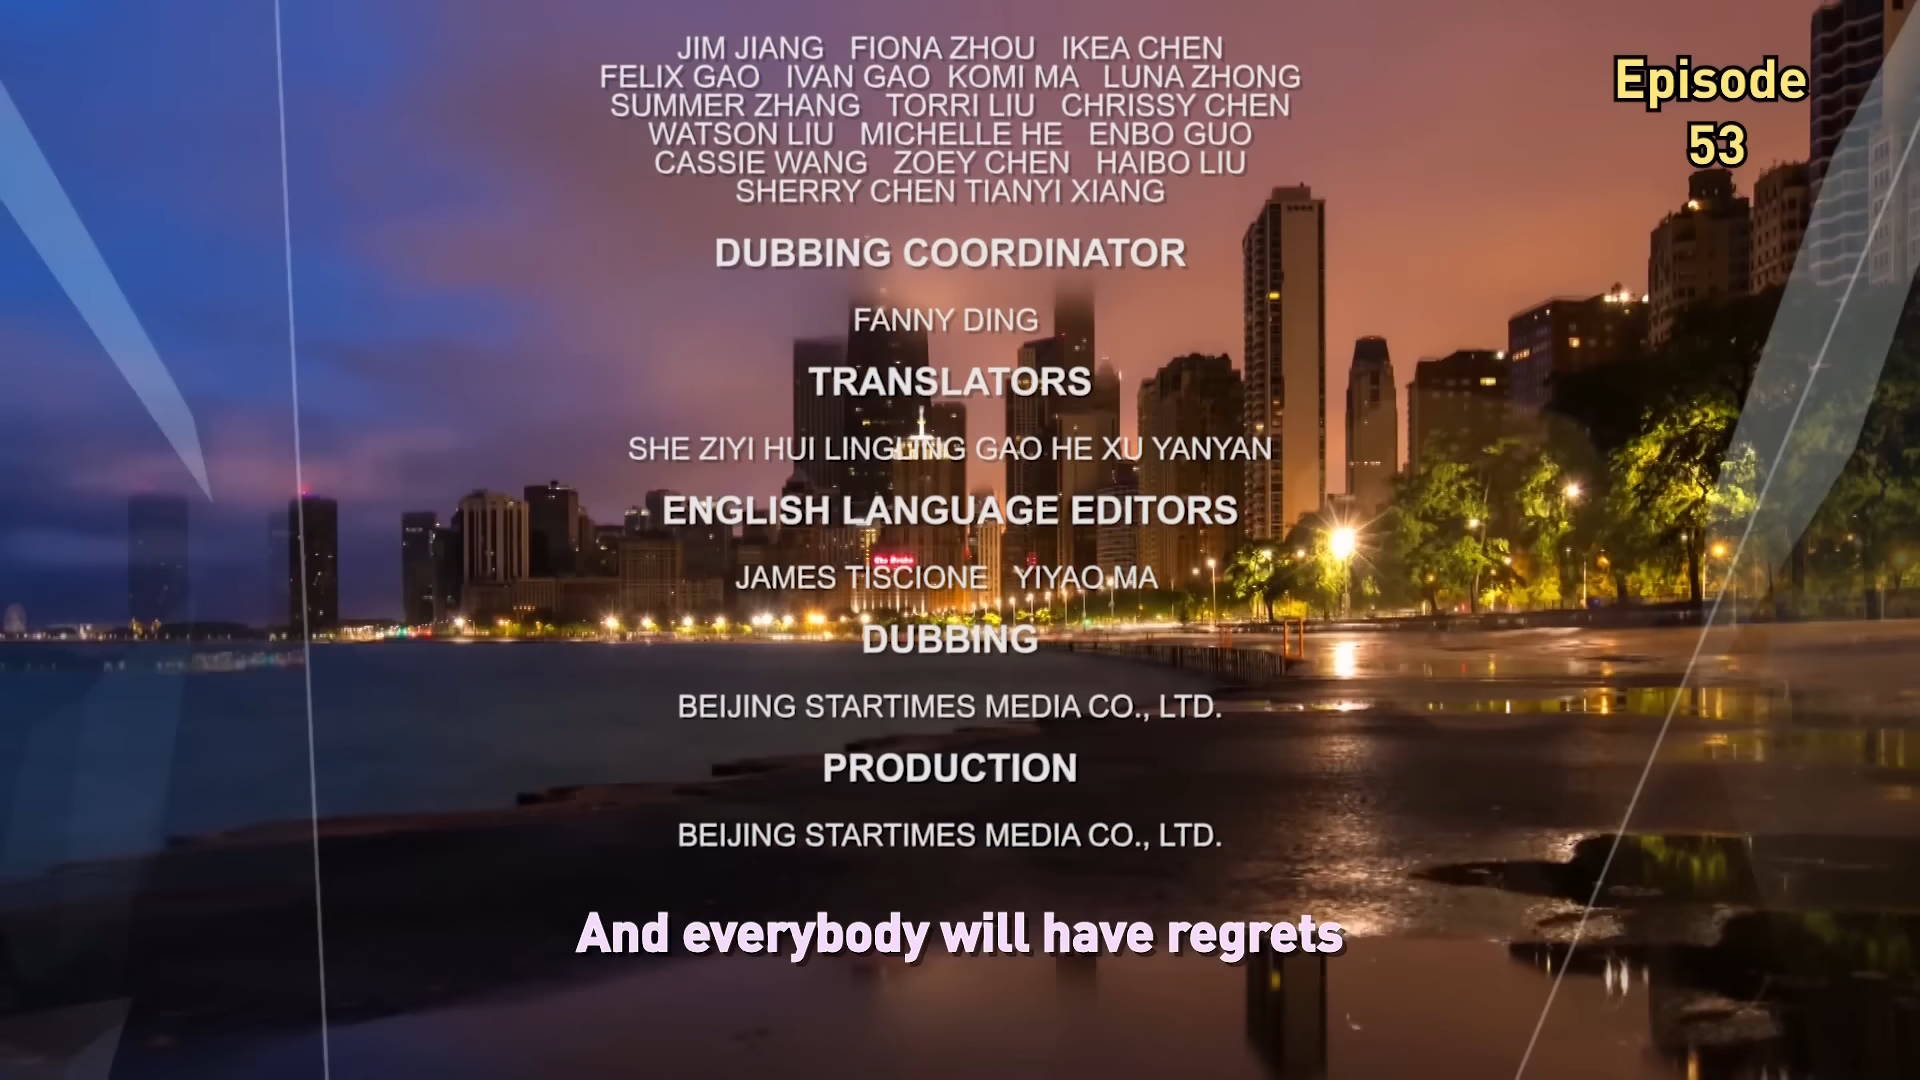 JIM JIANG FIONA ZHOU IKEA CHEN
FELIX GAO IVAN GAO KOMI MA LUNA ZHONG
SUMMER ZHANG TORRI LIU CHRISSY CHEN
WATSON LIU MICHELLE HE ENBO GUO
CASSIE WANG ZOEY CHEN HAIBO LIU
SHERRY CHEN TIANYI XIANG
Episode
53
DUBBING COORDINATOR
FANNY DING
TRANSLATORS
SHE ZIYI HUI LINGLING GAO HE XU YANYAN
ENGLISH LANGUAGE EDITORS
The Drake
JAMES TISCIONE YIYAO MA
DUBBING
BEIJING STARTIMES MEDIA CO., LTD.
PRODUCTION
BEIJING STARTIMES MEDIA CO., LTD.
And everybody will have regrets